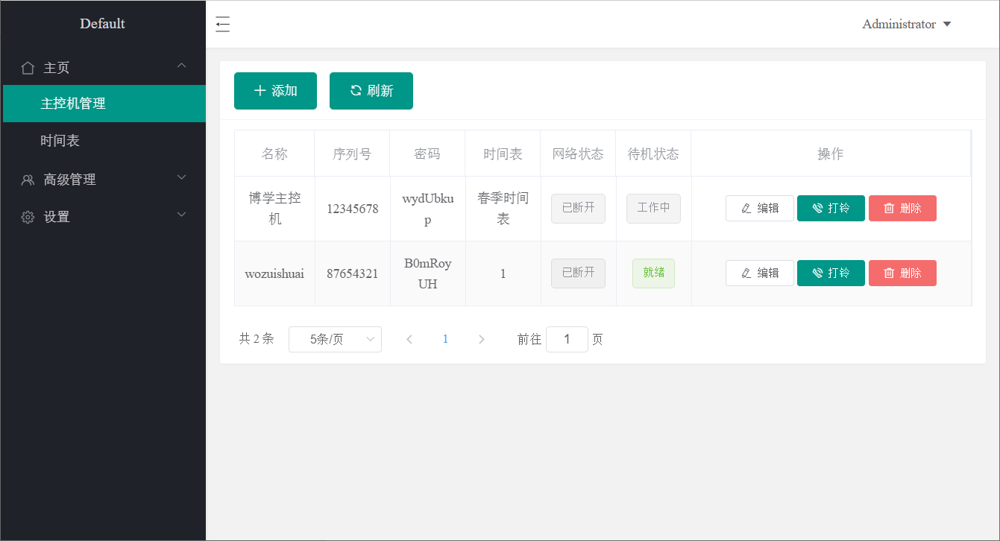 Default
Administrator
主页
主控机管理
时间表
高级管理
设置
添加 刷新
名称 序列号 密码 时间表 网络状态 待机状态 操作
博学主控
机
12345678
wydUbku
p
春季时间
表
已断开
工作中
编辑 打铃 删除
wozuishuai
87654321
B0mRoy
UH
1
已断开
就绪
编辑 打铃 删除
共 2 条 5条/页 1 前往 1 页